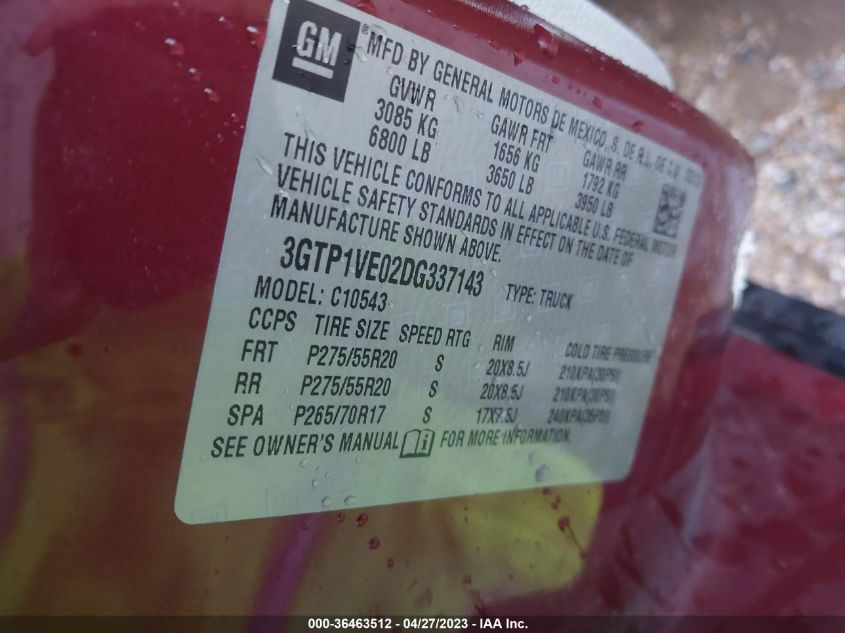 GM
®MFD BY GENERAL MOTORS DE MEXICO, S. DE R.L. DE C.V.
GVWR GAWR FRT GAWR RR
3085 KG 1656 KG 1792 KG
6800 LB 3650 LB 3950 LB
THIS VEHICLE CONFORMS TO ALL APPLICABLE U.S. FEDERAL MOTOR
VEHICLE SAFETY STANDARDS IN EFFECT ON THE DATE OF
MANUFACTURE SHOWN ABOVE.
3GTP1VE02DG337143 TYPE: TRUCK
MODEL: C10543
CCPS TIRE SIZE SPEED RTG RIM COLD TIRE PRESSURE
FRT P275/55R20 S 20X8.5J 210KPA(30PSI)
RR P275/55R20 S 20X8.5J 210KPA(30PSI)
SPA P265/70R17 S 17X7.5J 240KPA(35PSI)
SEE OWNER'S MANUAL FOR MORE INFORMATION.
000-36463512 - 04/27/2023 - IAA Inc.